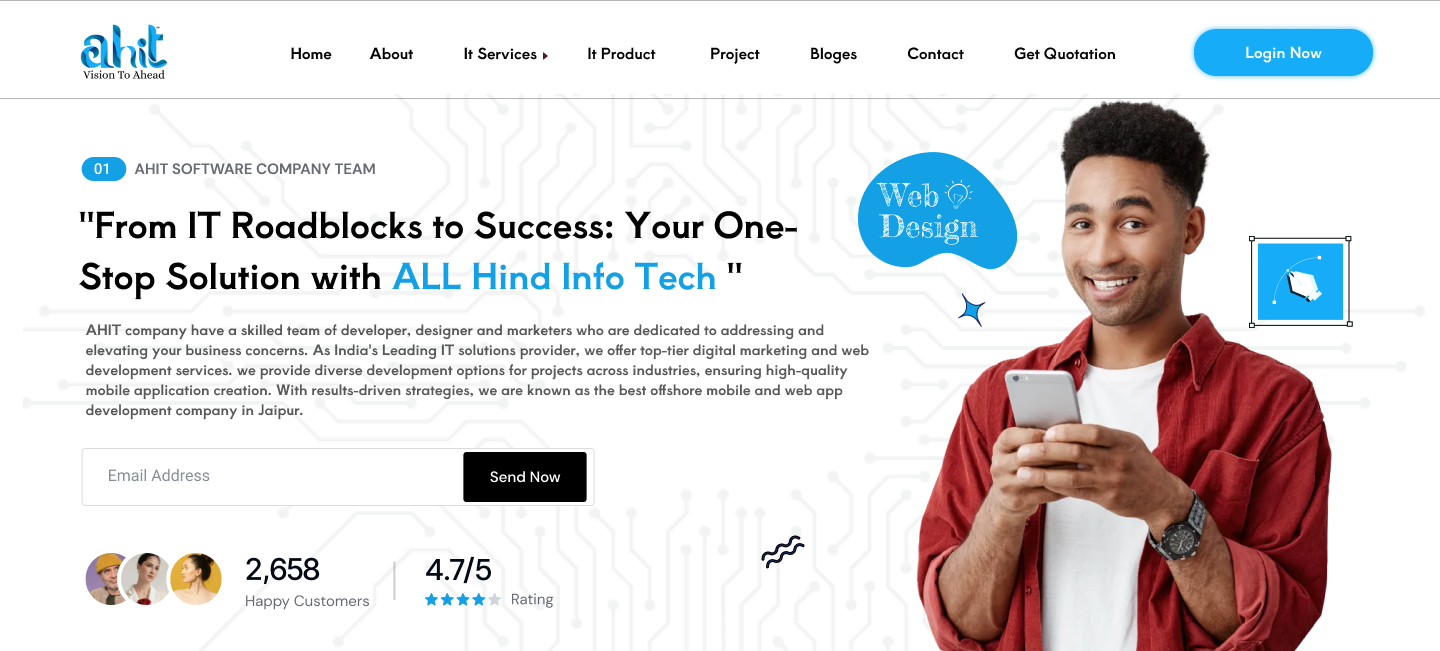 ahit
Vision To Ahead
Home About It Services It Product Project Bloges Contact Get Quotation Login Now
01 AHIT SOFTWARE COMPANY TEAM
"From IT Roadblocks to Success: Your One-
Stop Solution with ALL Hind Info Tech "
AHIT company have a skilled team of developer, designer and marketers who are dedicated to addressing and
elevating your business concerns. As India's Leading IT solutions provider, we offer top-tier digital marketing and web
development services. we provide diverse development options for projects across industries, ensuring high-quality
mobile application creation. With results-driven strategies, we are known as the best offshore mobile and web app
development company in Jaipur.
Email Address
Send Now
2,658
Happy Customers
4.7/5
Rating
Web
Design